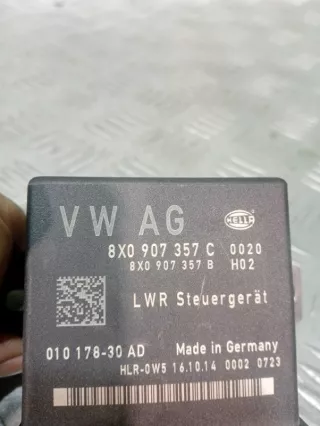 VW AG
HELLA
8X0 907 357 C 0020
8X0 907 357 B H02
LWR Steuergerät
010 178-30 AD Made in Germany
HLR-0W5 16.10.14 0002 0723